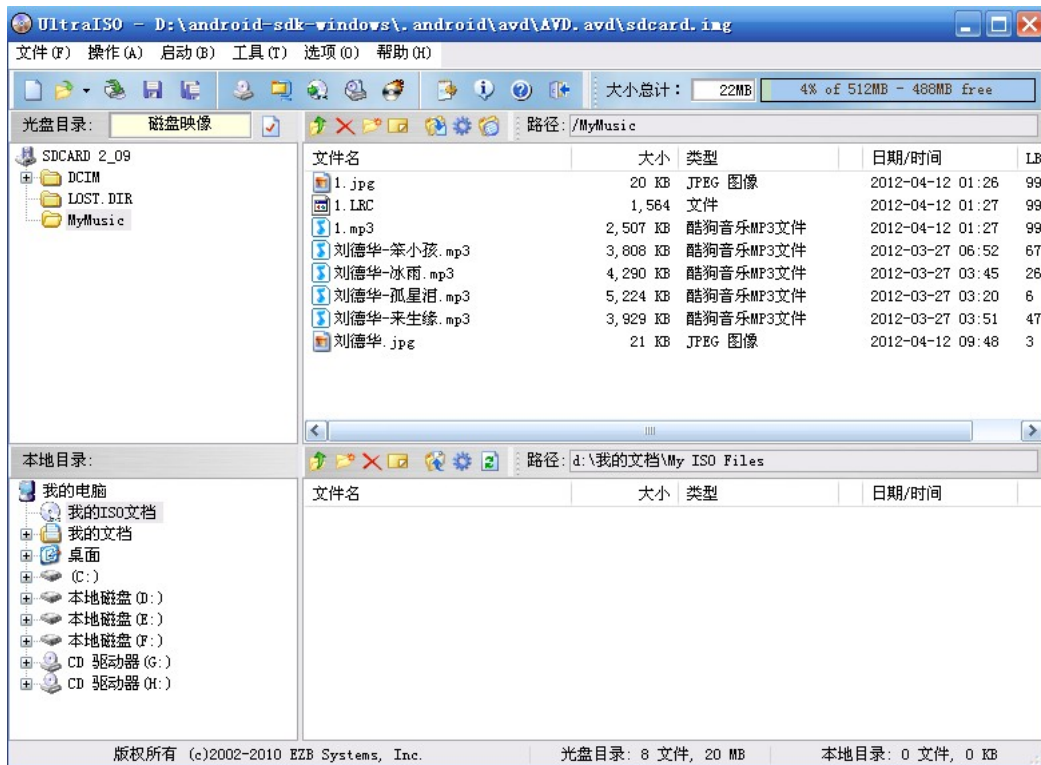 UltraISO - D:\android-sdk-windows\.android\avd\AVD.avd\sdcard.img
文件(F) 操作(A) 启动(B) 工具(T) 选项(O) 帮助(H)
大小总计: 22MB 4% of 512MB - 488MB free
光盘目录: 磁盘映像 路径: /MyMusic
SDCARD 2_09
DCIM
LOST.DIR
MyMusic
文件名 大小 类型 日期/时间 LB
1.jpg 20 KB JPEG 图像 2012-04-12 01:26 99
1.LRC 1,564 文件 2012-04-12 01:27 99
1.mp3 2,507 KB 酷狗音乐MP3文件 2012-04-12 01:27 99
刘德华-笨小孩.mp3 3,808 KB 酷狗音乐MP3文件 2012-03-27 06:52 67
刘德华-冰雨.mp3 4,290 KB 酷狗音乐MP3文件 2012-03-27 03:45 26
刘德华-孤星泪.mp3 5,224 KB 酷狗音乐MP3文件 2012-03-27 03:20 6
刘德华-来生缘.mp3 3,929 KB 酷狗音乐MP3文件 2012-03-27 03:51 47
刘德华.jpg 21 KB JPEG 图像 2012-04-12 09:48 3
本地目录: 路径: d:\我的文档\My ISO Files
我的电脑
我的ISO文档
我的文档
桌面
(C:)
本地磁盘(D:)
本地磁盘(E:)
本地磁盘(F:)
CD 驱动器(G:)
CD 驱动器(H:)
文件名 大小 类型 日期/时间
版权所有 (c)2002-2010 EZB Systems, Inc. 光盘目录: 8 文件, 20 MB 本地目录: 0 文件, 0 KB